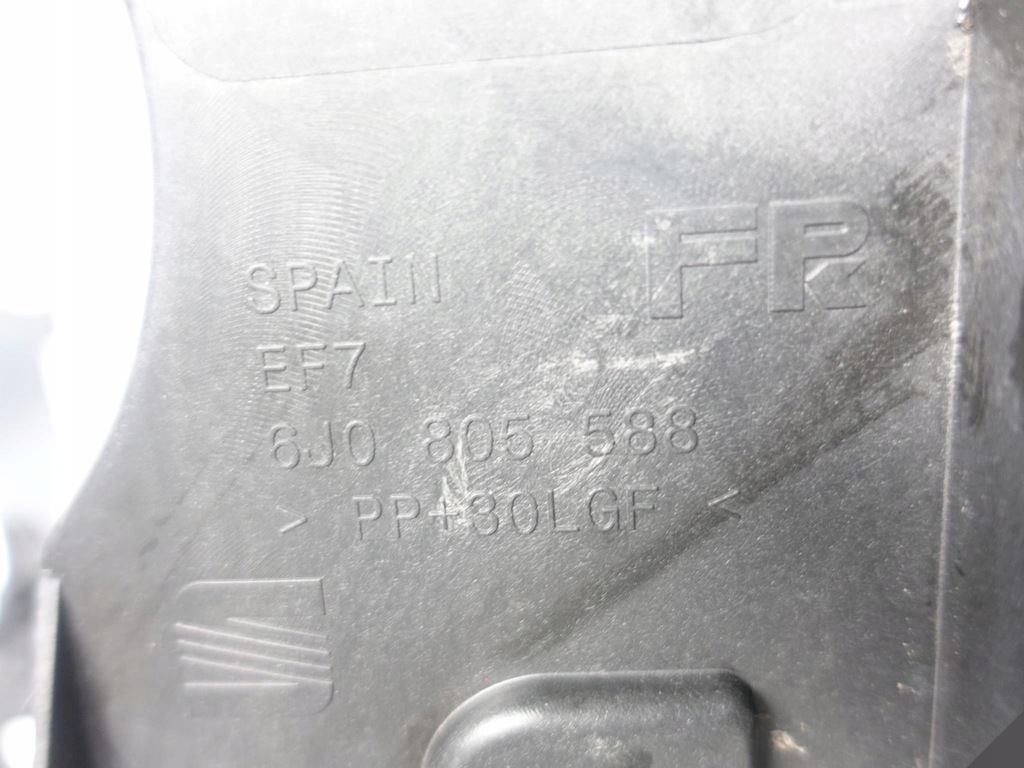 FR
SPAIN
EF7
6J0 805 588
> PP+30LGF <